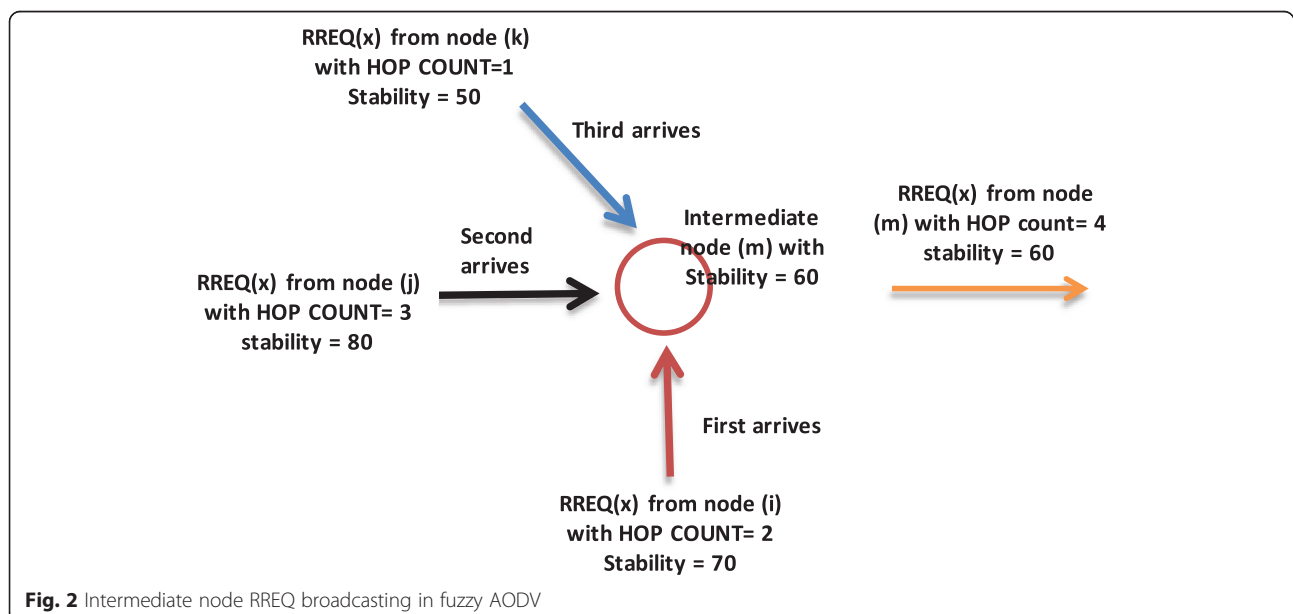 RREQ(x) from node (k)
with HOP COUNT=1
Stability = 50
Third arrives
RREQ(x) from node
(m) with HOP count= 4
stability = 60
Intermediate
node (m) with
Stability = 60
Second
arrives
RREQ(x) from node (j)
with HOP COUNT= 3
stability = 80
First arrives
RREQ(x) from node (i)
with HOP COUNT= 2
Stability = 70
Fig. 2 Intermediate node RREQ broadcasting in fuzzy AODV